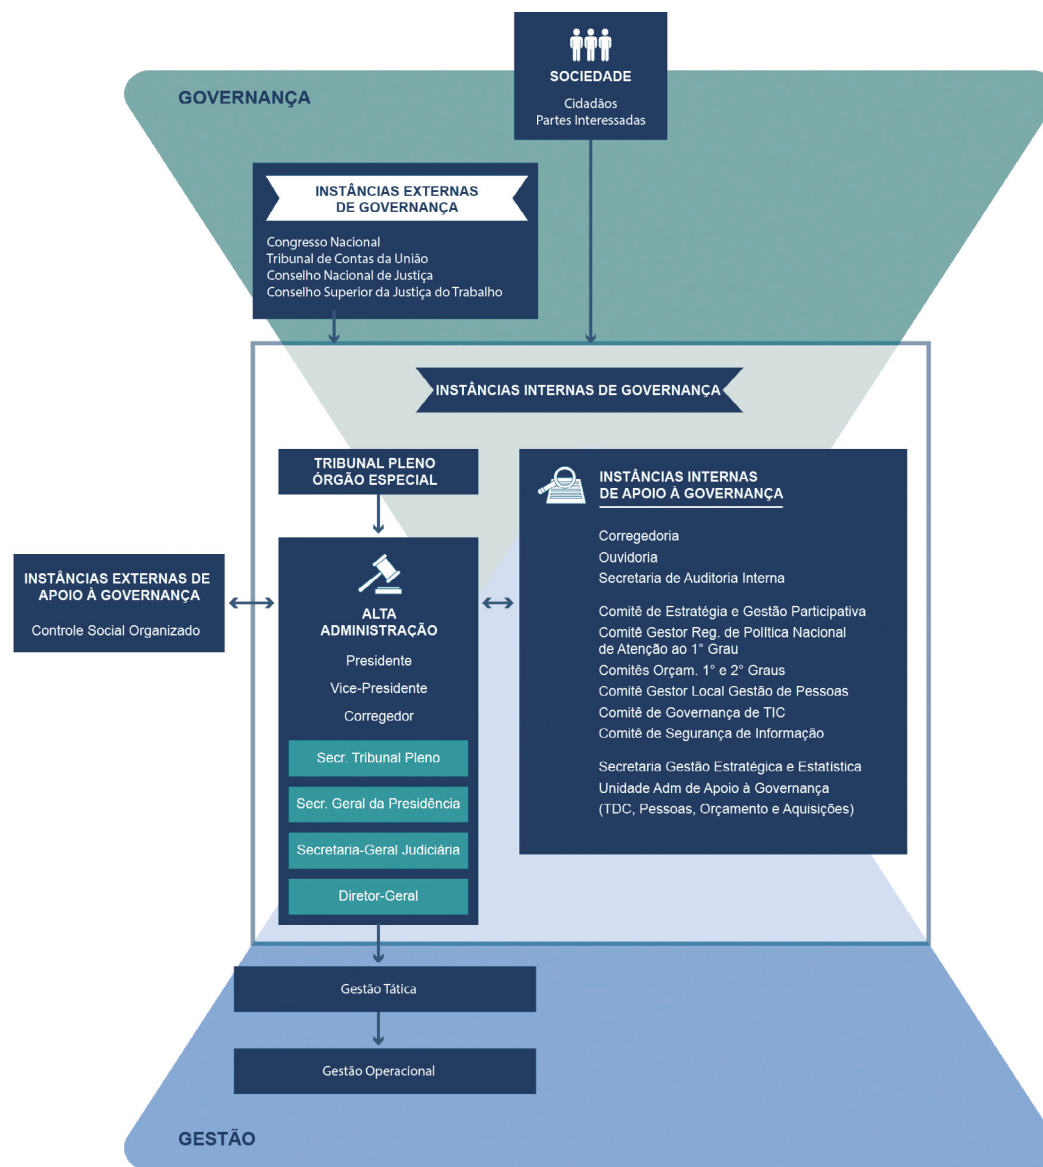 SOCIEDADE
Cidadãos
Partes Interessadas
GOVERNANÇA
INSTÂNCIAS EXTERNAS
DE GOVERNANÇA
Congresso Nacional
Tribunal de Contas da União
Conselho Nacional de Justiça
Conselho Superior da Justiça do Trabalho
INSTÂNCIAS INTERNAS DE GOVERNANÇA
TRIBUNAL PLENO
ÓRGÃO ESPECIAL
INSTÂNCIAS EXTERNAS DE
APOIO À GOVERNANÇA
Controle Social Organizado
ALTA
ADMINISTRAÇÃO
Presidente
Vice-Presidente
Corregedor
Secr. Tribunal Pleno
Secr. Geral da Presidência
Secretaria-Geral Judiciária
Diretor-Geral
INSTÂNCIAS INTERNAS
DE APOIO À GOVERNANÇA
Corregedoria
Ouvidoria
Secretaria de Auditoria Interna
Comitê de Estratégia e Gestão Participativa
Comitê Gestor Reg. de Política Nacional
de Atenção ao 1° Grau
Comitês Orçam. 1° e 2° Graus
Comitê Gestor Local Gestão de Pessoas
Comitê de Governança de TIC
Comitê de Segurança de Informação
Secretaria Gestão Estratégica e Estatística
Unidade Adm de Apoio à Governança
(TDC, Pessoas, Orçamento e Aquisições)
Gestão Tática
Gestão Operacional
GESTÃO